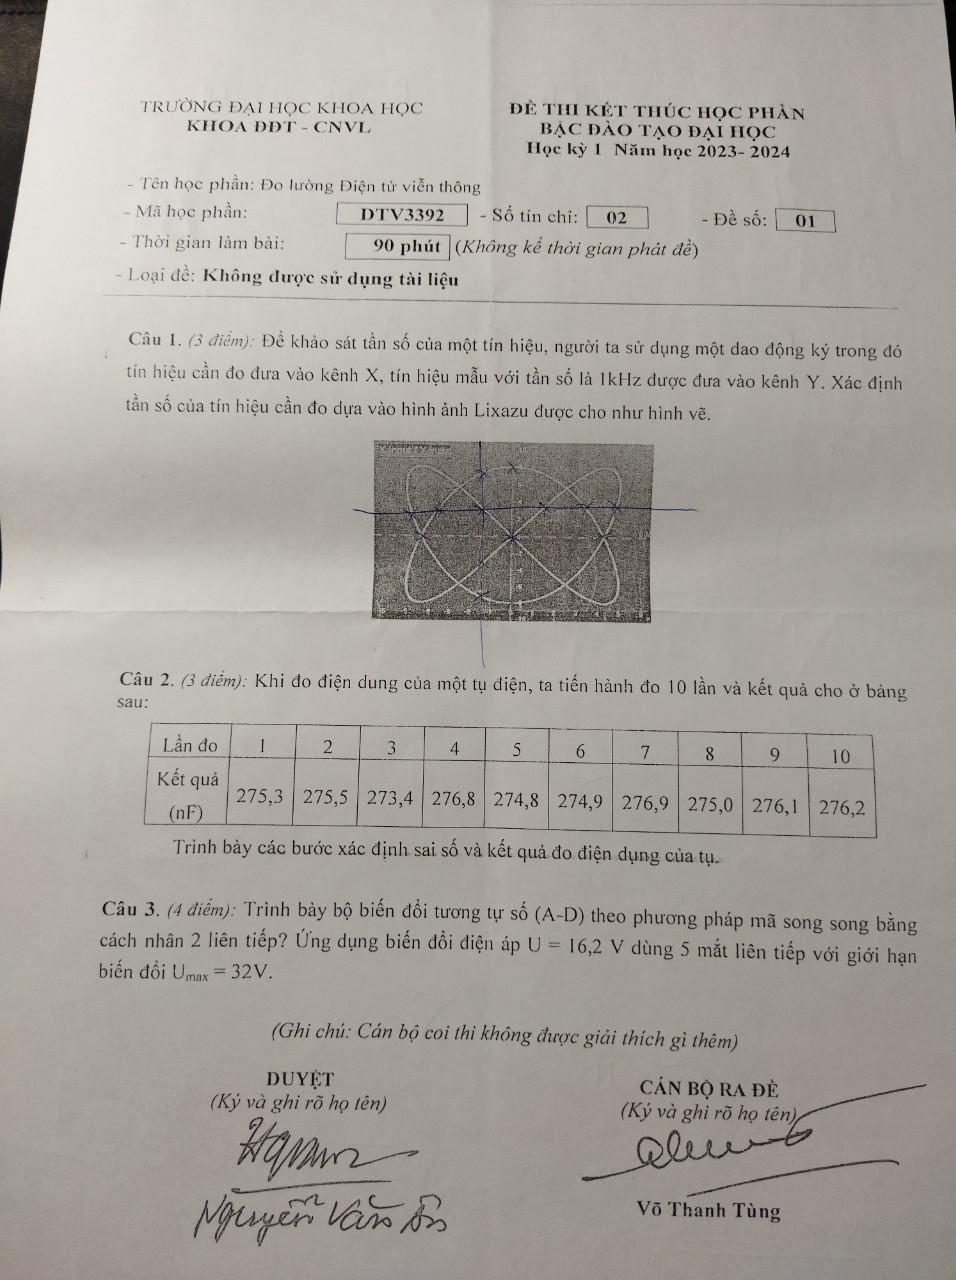 TRƯỜNG ĐẠI HỌC KHOA HỌC
KHOA ĐĐT - CNVL
ĐỀ THI KẾT THÚC HỌC PHẦN
BẬC ĐÀO TẠO ĐẠI HỌC
Học kỳ 1 Năm học 2023- 2024
- Tên học phần: Đo lường Điện tử viễn thông
- Mã học phần: DTV3392 - Số tín chỉ: 02 - Đề số: 01
- Thời gian làm bài: 90 phút (Không kể thời gian phát đề)
- Loại đề: Không được sử dụng tài liệu
Câu 1. (3 điểm): Để khảo sát tần số của một tín hiệu, người ta sử dụng một dao động ký trong đó
tín hiệu cần đo đưa vào kênh X, tín hiệu mẫu với tần số là 1kHz được đưa vào kênh Y. Xác định
tần số của tín hiệu cần đo dựa vào hình ảnh Lixazu được cho như hình vẽ.
Câu 2. (3 điểm): Khi đo điện dung của một tụ điện, ta tiến hành đo 10 lần và kết quả cho ở bảng
sau:
Lần đo 1 2 3 4 5 6 7 8 9 10
Kết quả
(nF) 275,3 275,5 273,4 276,8 274,8 274,9 276,9 275,0 276,1 276,2
Trình bày các bước xác định sai số và kết quả đo điện dụng của tụ.
Câu 3. (4 điểm): Trình bày bộ biến đổi tương tự số (A-D) theo phương pháp mã song song bằng
cách nhân 2 liên tiếp? Ứng dụng biến đổi điện áp U = 16,2 V dùng 5 mắt liên tiếp với giới hạn
biến đổi Umax = 32V.
(Ghi chú: Cán bộ coi thi không được giải thích gì thêm)
DUYỆT
(Ký và ghi rõ họ tên)
Nguyễn Văn Ân
CÁN BỘ RA ĐỀ
(Ký và ghi rõ họ tên)
Võ Thanh Tùng